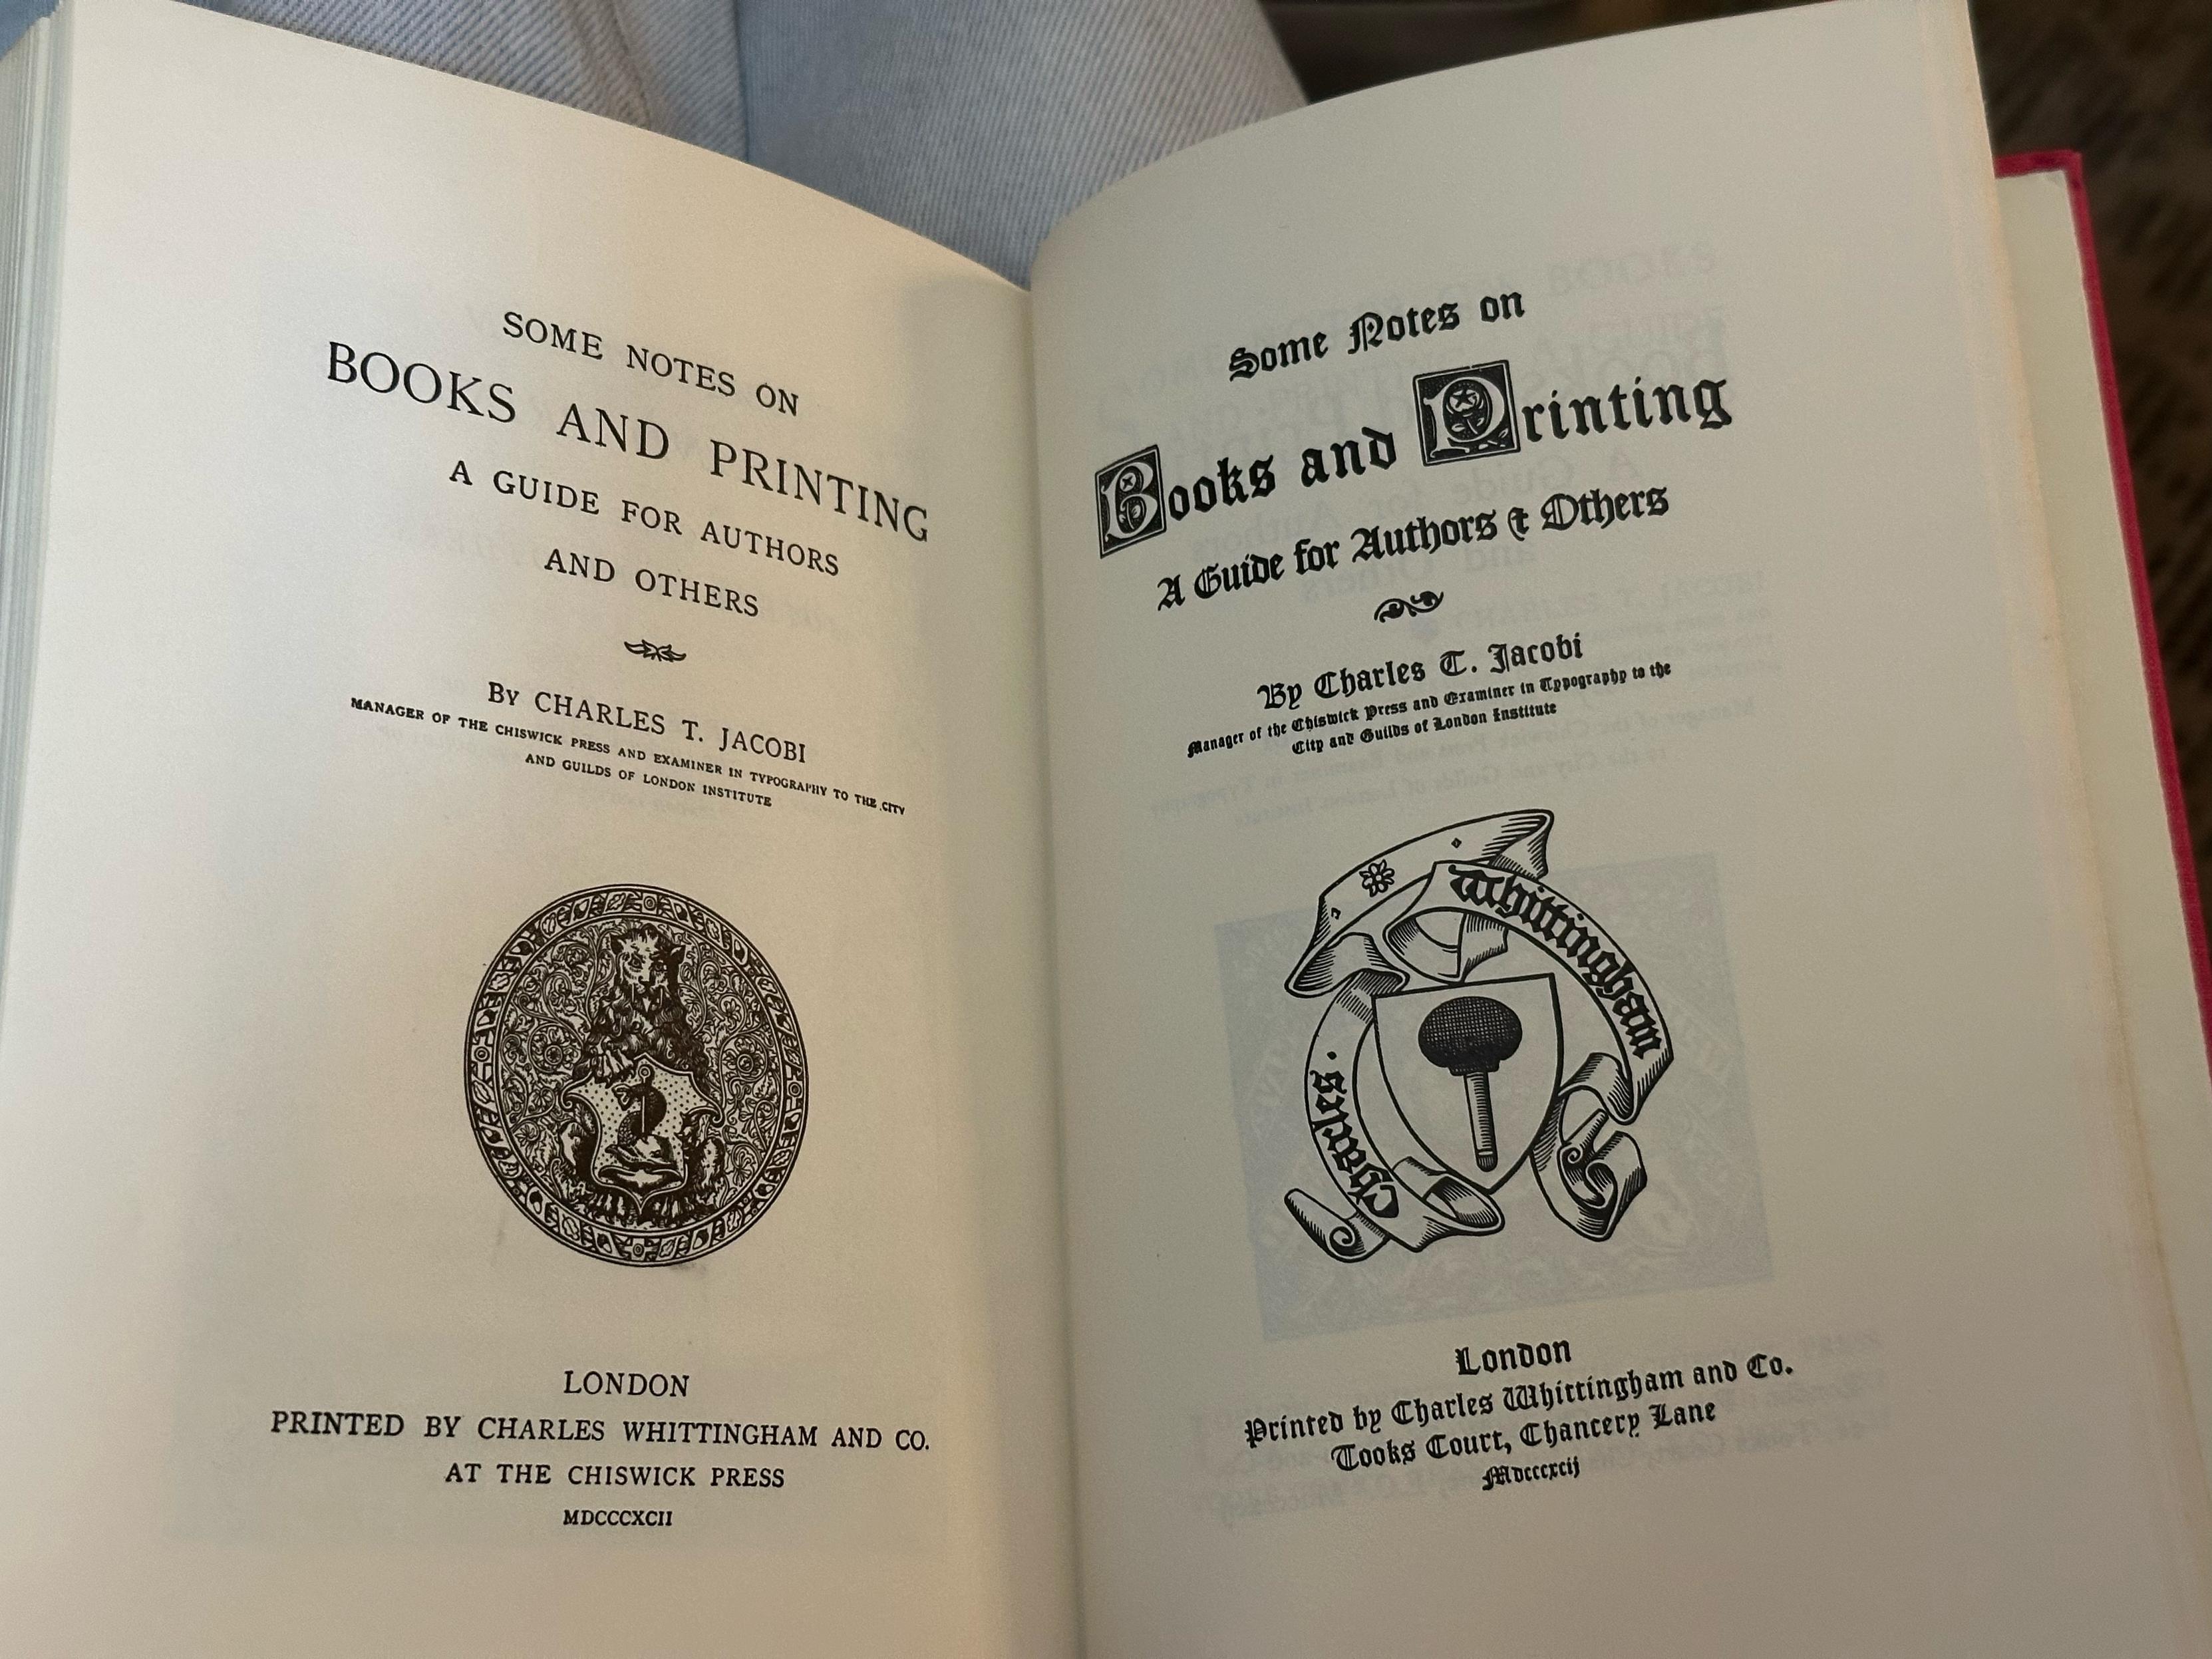 SOME NOTES ON
BOOKS AND PRINTING
A GUIDE FOR AUTHORS
AND OTHERS
By CHARLES T. JACOBI
MANAGER OF THE CHISWICK PRESS AND EXAMINER IN TYPOGRAPHY TO THE CITY
AND GUILDS OF LONDON INSTITUTE
LONDON
PRINTED BY CHARLES WHITTINGHAM AND CO.
AT THE CHISWICK PRESS
MDCCCXCII
Some Notes on
Books and Printing
A Guide for Authors & Others
By Charles T. Jacobi
Manager of the Chiswick Press and Examiner in Typography to the
City and Guilds of London Institute
Charles · Whittingham
London
Printed by Charles Whittingham and Co.
Tooks Court, Chancery Lane
Mdcccxcij